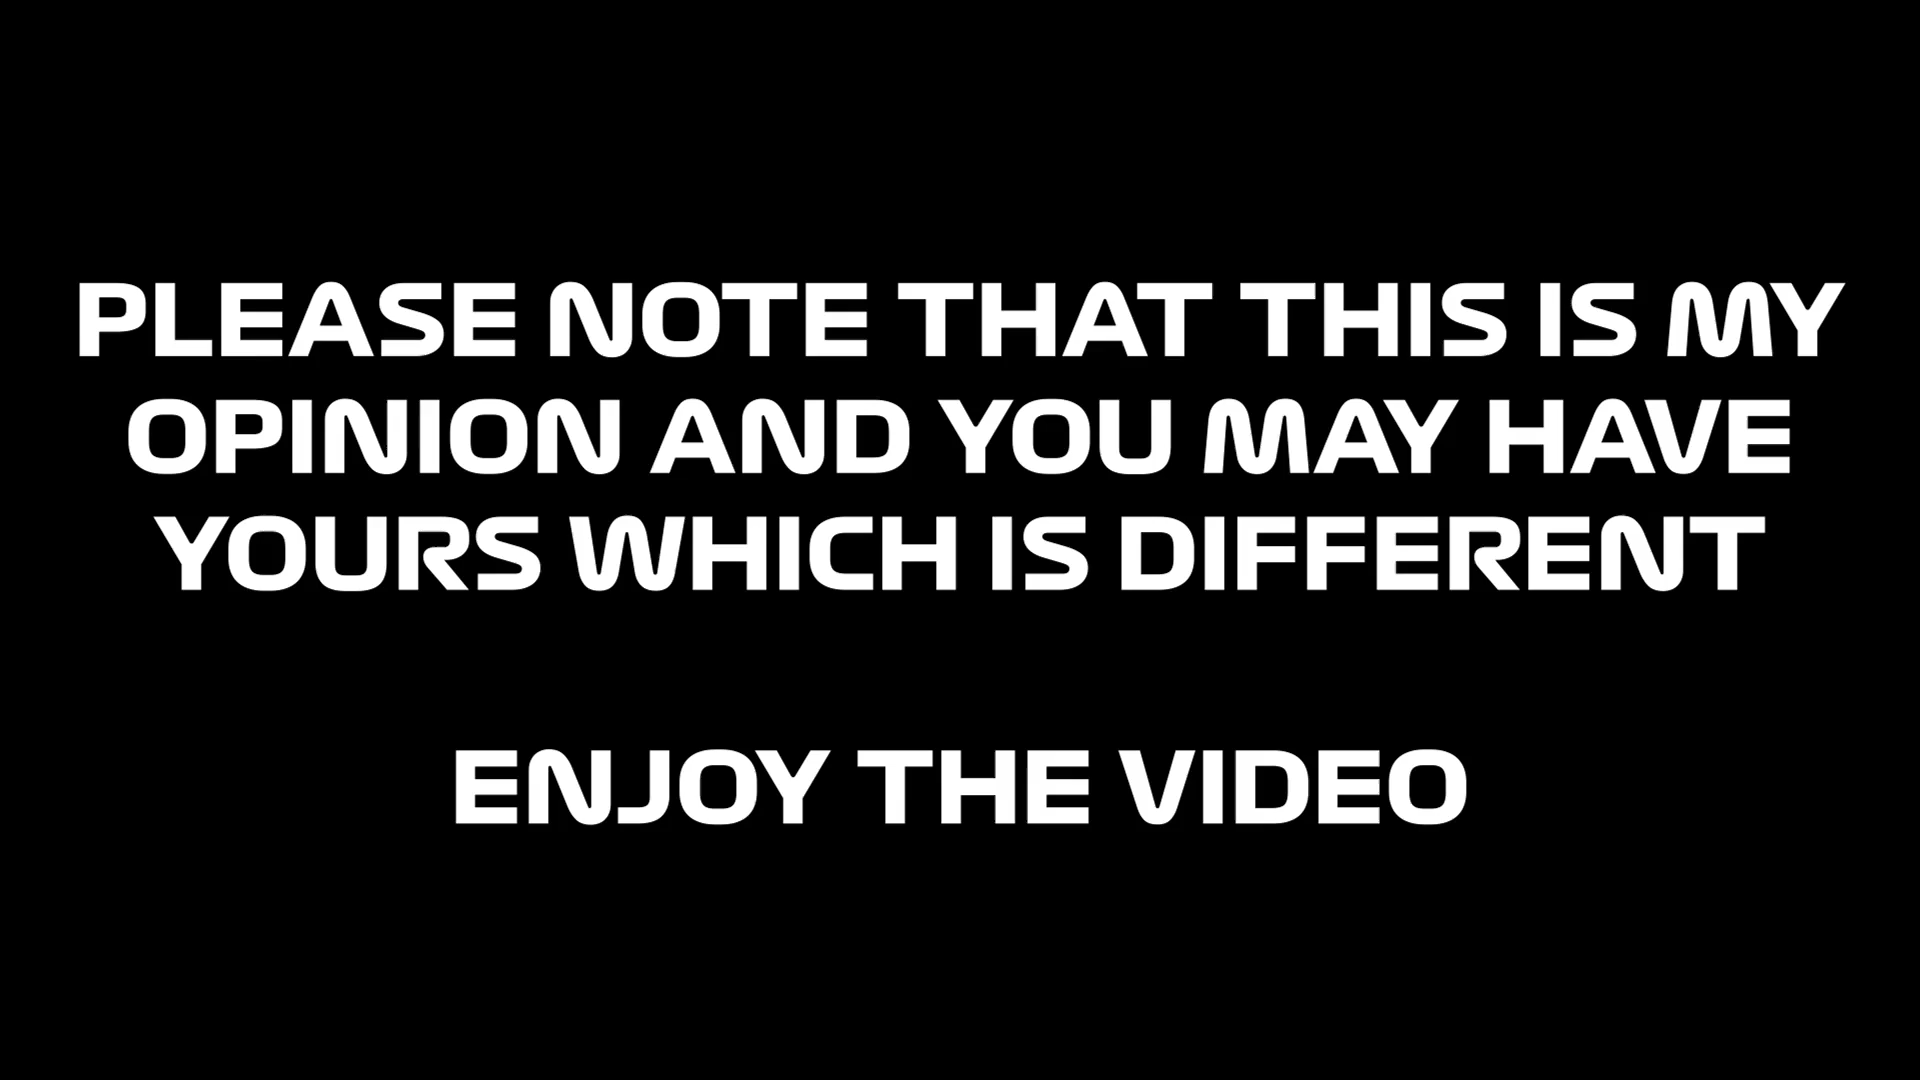 PLEASE NOTE THAT THIS IS MY
OPINION AND YOU MAY HAVE
YOURS WHICH IS DIFFERENT
ENJOY THE VIDEO